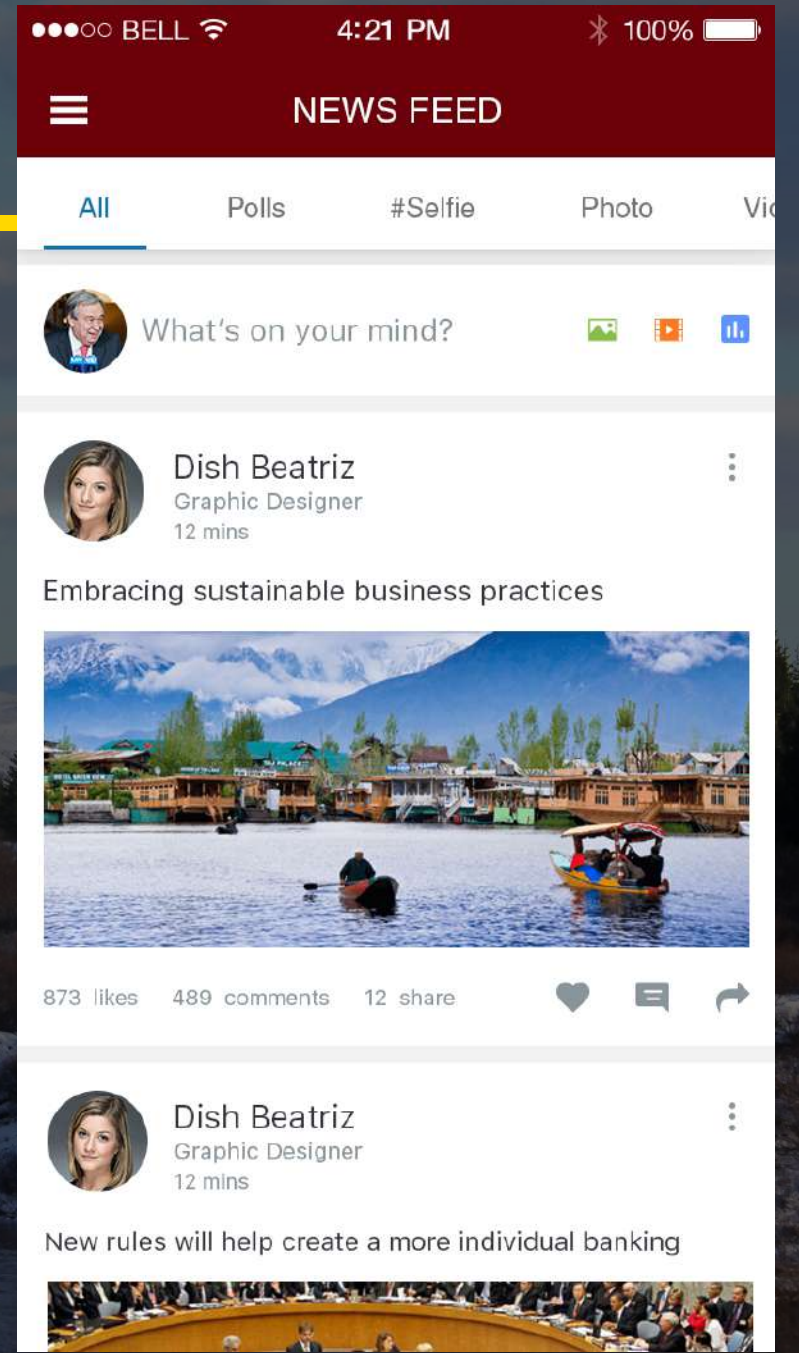 BELL 4:21 PM 100%
NEWS FEED
All Polls #Selfie Photo Vic
What's on your mind?
Dish Beatriz
Graphic Designer
12 mins
Embracing sustainable business practices
873 likes 489 comments 12 share
Dish Beatriz
Graphic Designer
12 mins
New rules will help create a more individual banking